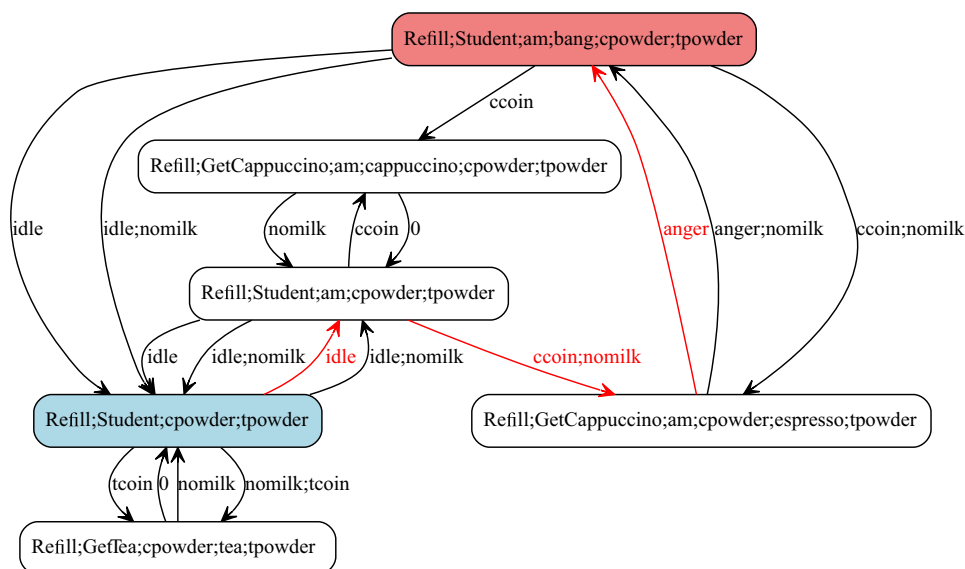 Refill;Student;am;bang;cpowder;tpowder
ccoin
Refill;GetCappuccino;am;cappuccino;cpowder;tpowder
idle
idle;nomilk
nomilk
ccoin
0
anger
anger;nomilk
ccoin;nomilk
Refill;Student;am;cpowder;tpowder
idle
idle;nomilk
idle
idle;nomilk
ccoin;nomilk
Refill;Student;cpowder;tpowder
Refill;GetCappuccino;am;cpowder;espresso;tpowder
tcoin
0
nomilk
nomilk;tcoin
Refill;GetTea;cpowder;tea;tpowder